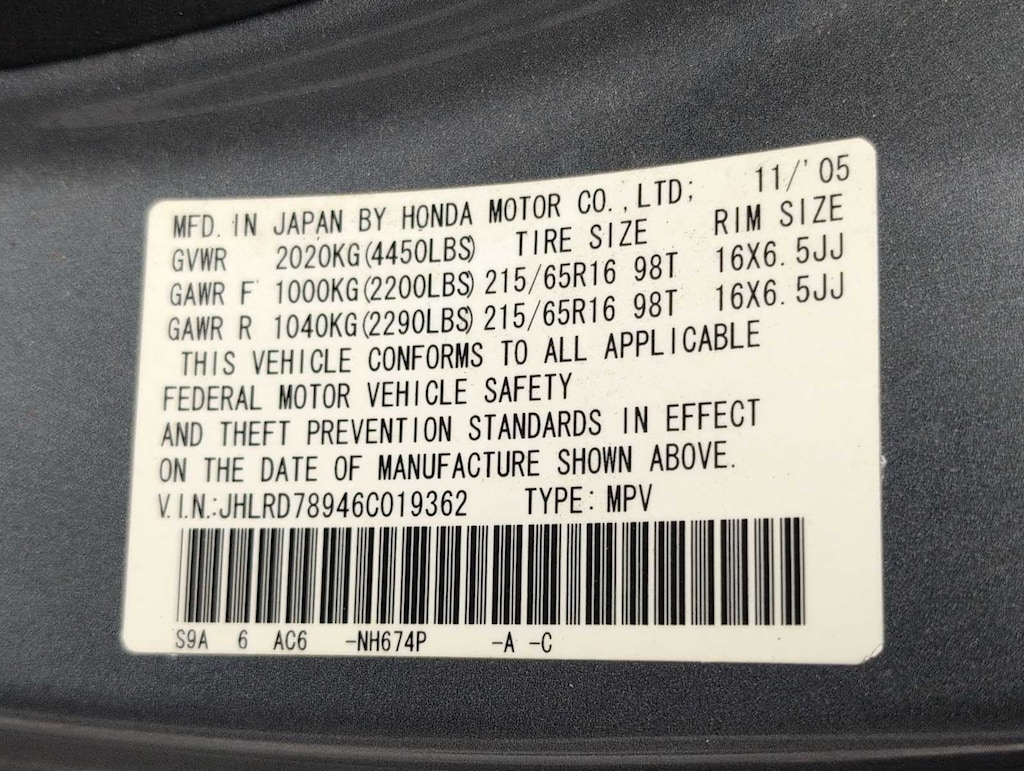 MFD. IN JAPAN BY HONDA MOTOR CO., LTD; 11/'05
GVWR 2020KG(4450LBS) TIRE SIZE RIM SIZE
GAWR F 1000KG(2200LBS) 215/65R16 98T 16X6.5JJ
GAWR R 1040KG(2290LBS) 215/65R16 98T 16X6.5JJ
THIS VEHICLE CONFORMS TO ALL APPLICABLE
FEDERAL MOTOR VEHICLE SAFETY
AND THEFT PREVENTION STANDARDS IN EFFECT
ON THE DATE OF MANUFACTURE SHOWN ABOVE.
V.I.N.:JHLRD78946C019362 TYPE: MPV
S9A 6 AC6 -NH674P -A -C